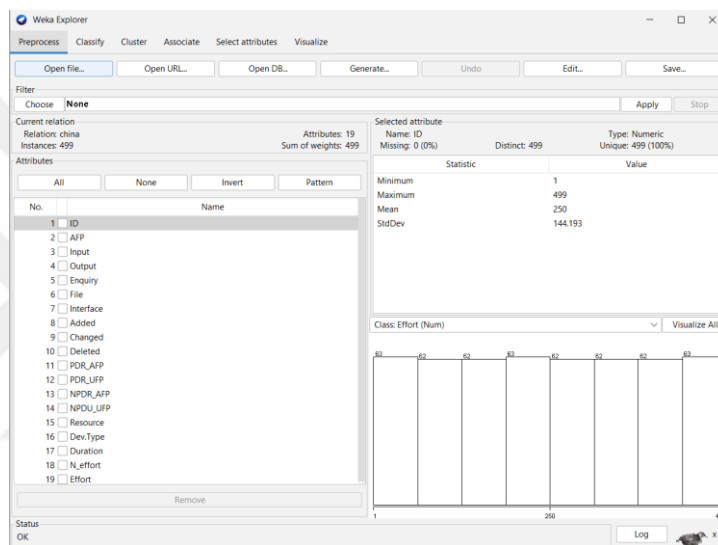 Weka Explorer
Preprocess Classify Cluster Associate Select attributes Visualize
Open file... Open URL... Open DB... Generate... Undo Edit... Save...
Filter
Choose None Apply Stop
Current relation
Relation: china Attributes: 19
Instances: 499 Sum of weights: 499
Selected attribute
Name: ID Type: Numeric
Missing: 0 (0%) Distinct: 499 Unique: 499 (100%)
Statistic Value
Minimum 1
Maximum 499
Mean 250
StdDev 144.193
Attributes
All None Invert Pattern
No. Name
1 ID
2 AFP
3 Input
4 Output
5 Enquiry
6 File
7 Interface
8 Added
9 Changed
10 Deleted
11 PDR_AFP
12 PDR_UFP
13 NPDR_AFP
14 NPDU_UFP
15 Resource
16 Dev.Type
17 Duration
18 N_effort
19 Effort
Remove
Class: Effort (Num) Visualize All
63 62 62 63 62 62 62 63
1 250 4
Status
OK
Log x